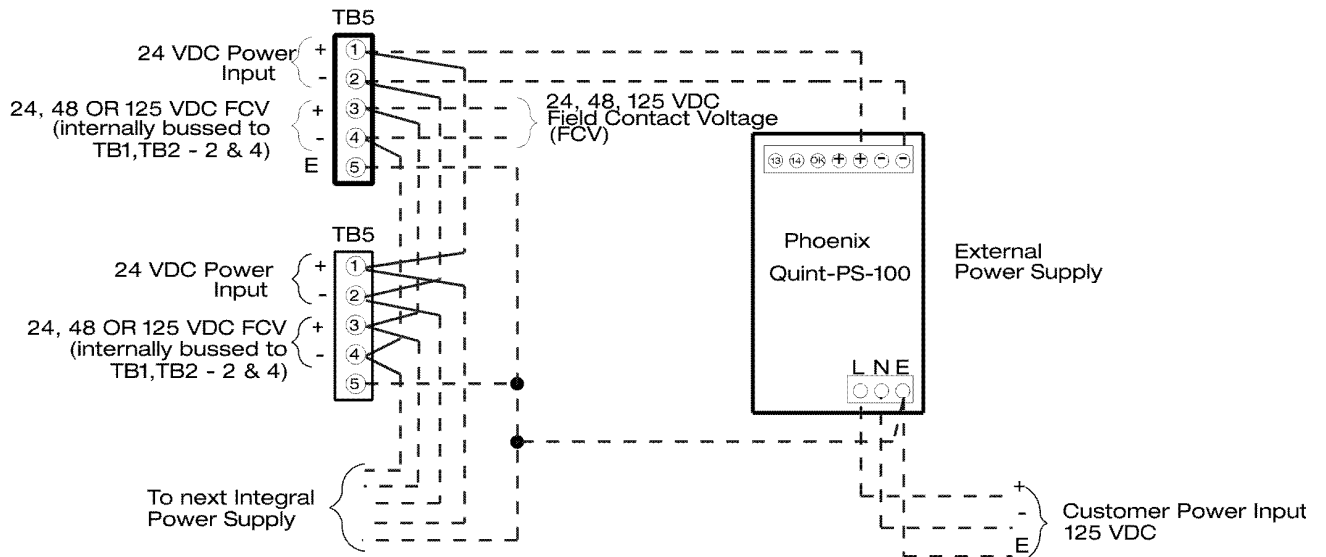 TB5
24 VDC Power
Input
+
-
24, 48 OR 125 VDC FCV
(internally bussed to
TB1,TB2 - 2 & 4)
+
-
E
1
2
3
4
5
24, 48, 125 VDC
Field Contact Voltage
(FCV)
TB5
24 VDC Power
Input
+
-
24, 48 OR 125 VDC FCV
(internally bussed to
TB1,TB2 - 2 & 4)
+
-
1
2
3
4
5
13 14 OK + + - -
Phoenix
Quint-PS-100
L N E
External
Power Supply
To next Integral
Power Supply
+
-
E
Customer Power Input
125 VDC